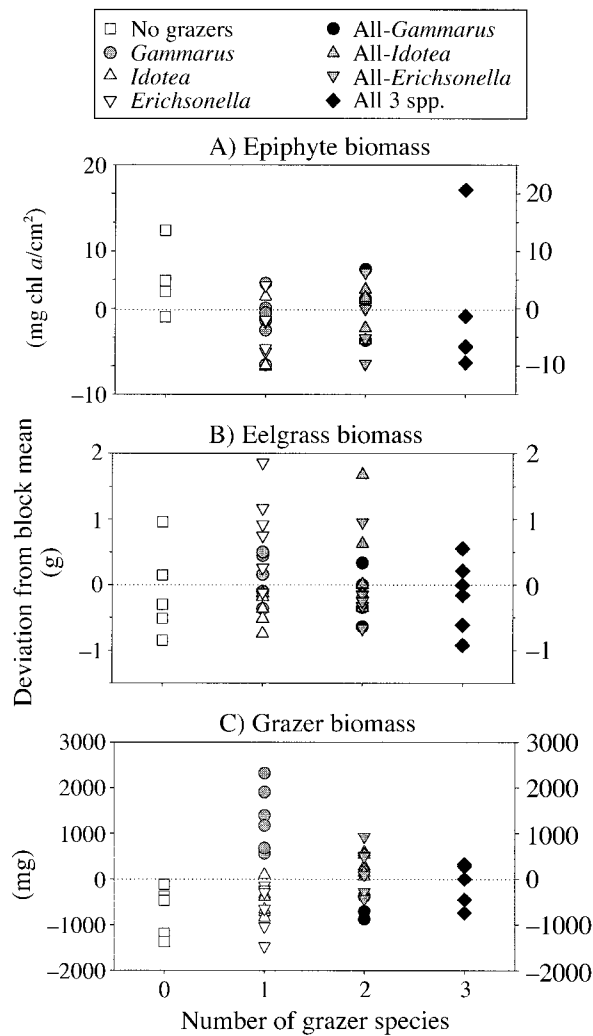 No grazers
Gammarus
Idotea
Erichsonella
All-Gammarus
All-Idotea
All-Erichsonella
All 3 spp.
A) Epiphyte biomass
20
10
0
−10
20
10
0
−10
(mg chl a/cm²)
B) Eelgrass biomass
2
1
0
−1
2
1
0
−1
Deviation from block mean
(g)
C) Grazer biomass
3000
2000
1000
0
−1000
−2000
3000
2000
1000
0
−1000
−2000
(mg)
0 1 2 3
Number of grazer species